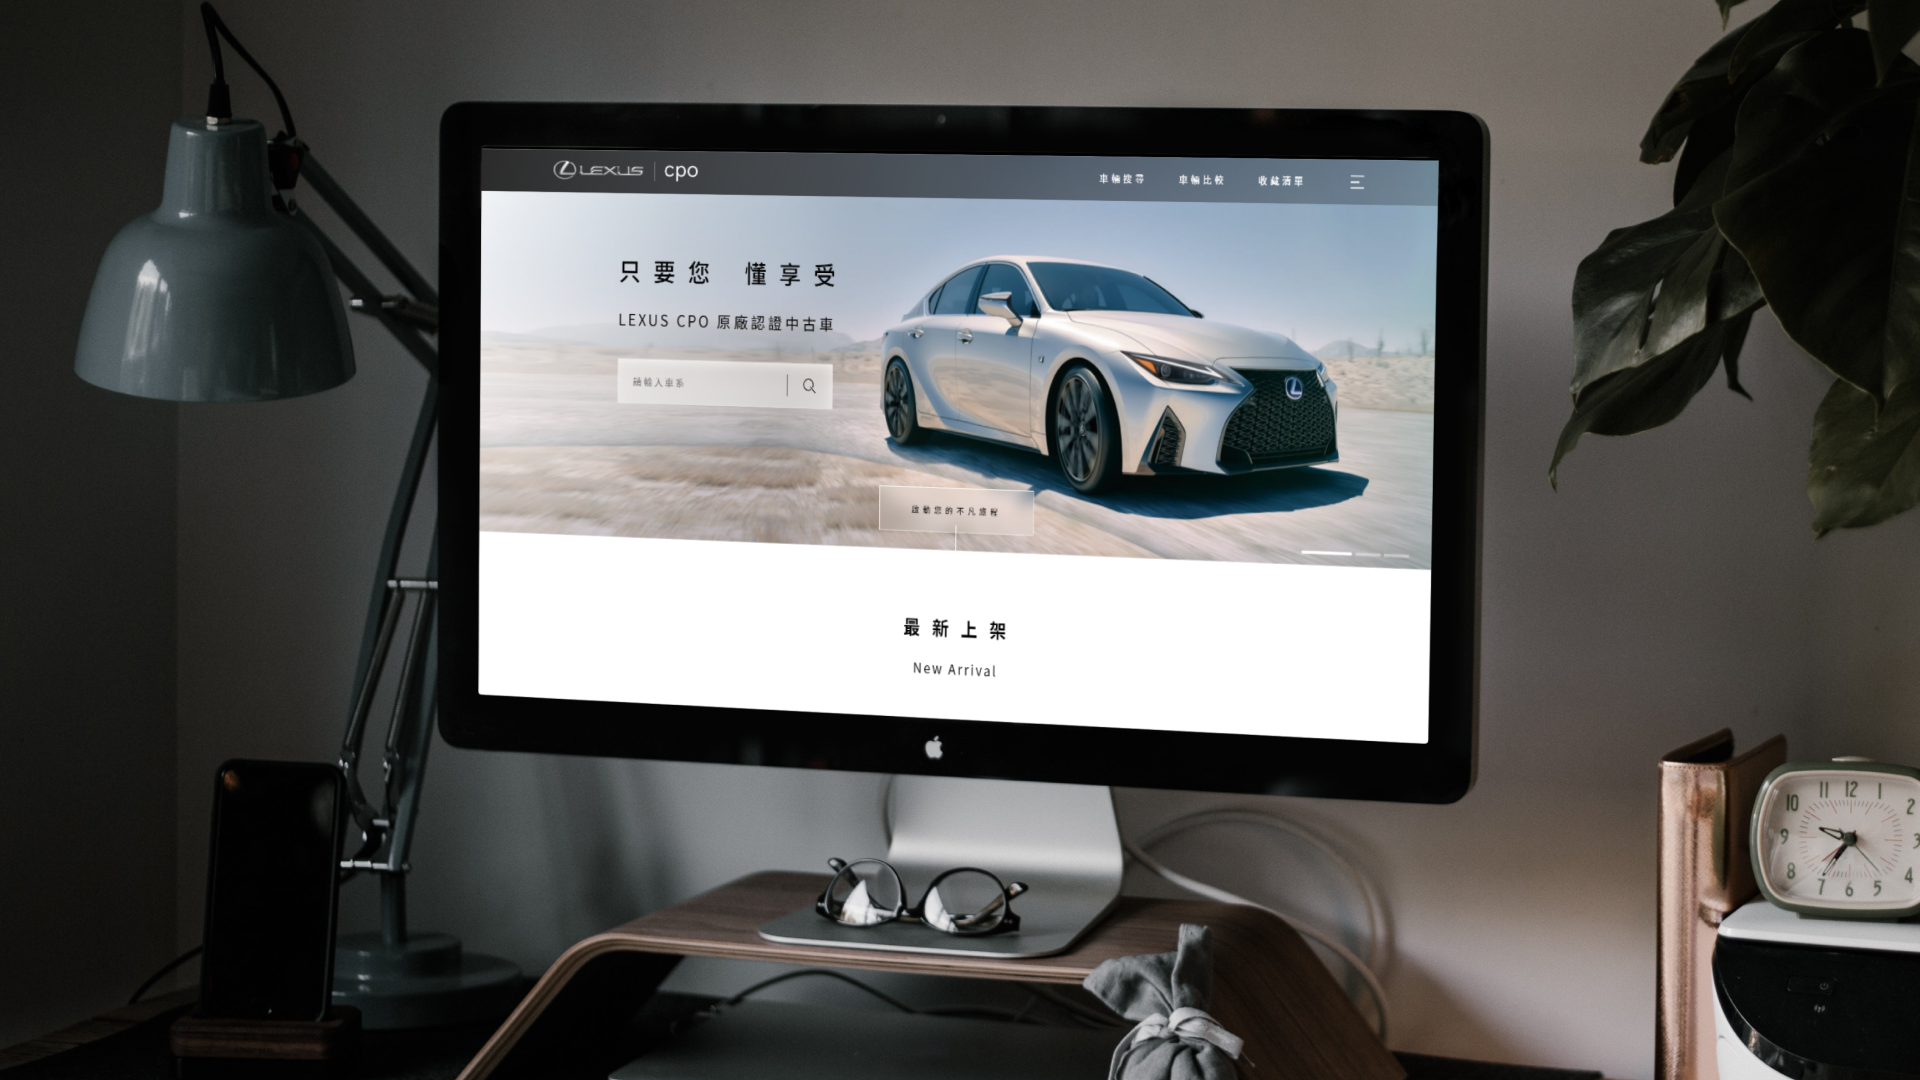 LEXUS cpo
車輛搜尋 車輛比較 收藏清單
只要您 懂享受
LEXUS CPO 原廠認證中古車
請輸入車系
啟動您的不凡旅程
最新上架
New Arrival
10 11 12 1 2
9 3
8 7 6 5 4